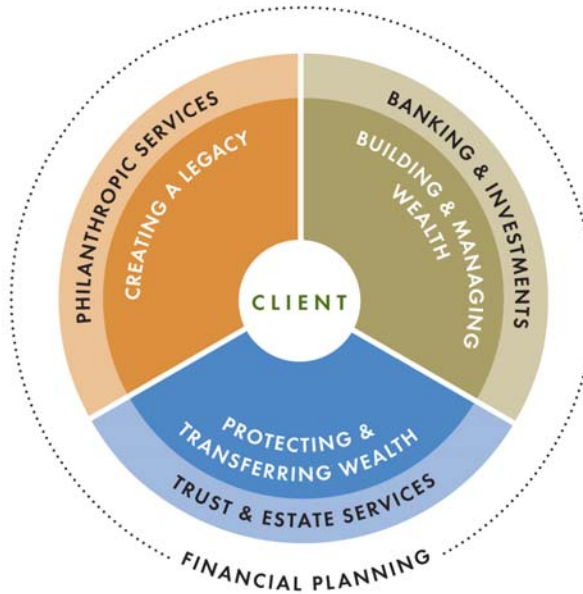 PHILANTHROPIC SERVICES
CREATING A LEGACY
BANKING & INVESTMENTS
BUILDING & MANAGING
WEALTH
CLIENT
PROTECTING &
TRANSFERRING WEALTH
TRUST & ESTATE SERVICES
FINANCIAL PLANNING